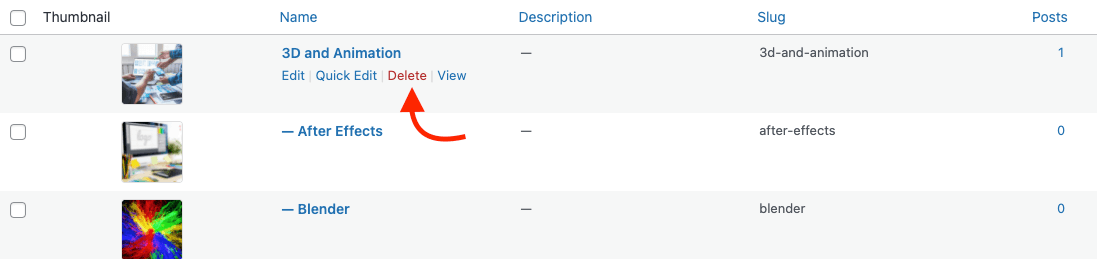 Thumbnail Name Description Slug Posts
3D and Animation — 3d-and-animation 1
Edit | Quick Edit | Delete | View
— After Effects — after-effects 0
— Blender — blender 0